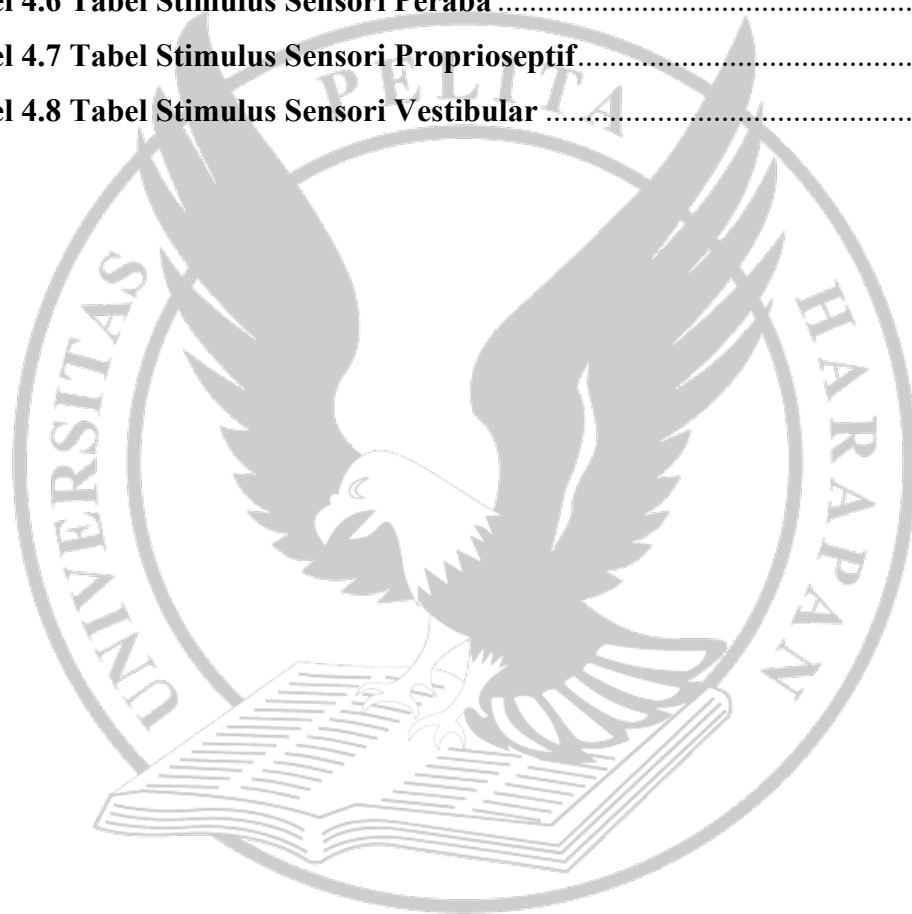 el 4.6 Tabel Stimulus Sensori Peraba ........................................................
el 4.7 Tabel Stimulus Sensori Proprioseptif.............................................
el 4.8 Tabel Stimulus Sensori Vestibular .................................................
UNIVERSITAS PELITA HARAPAN